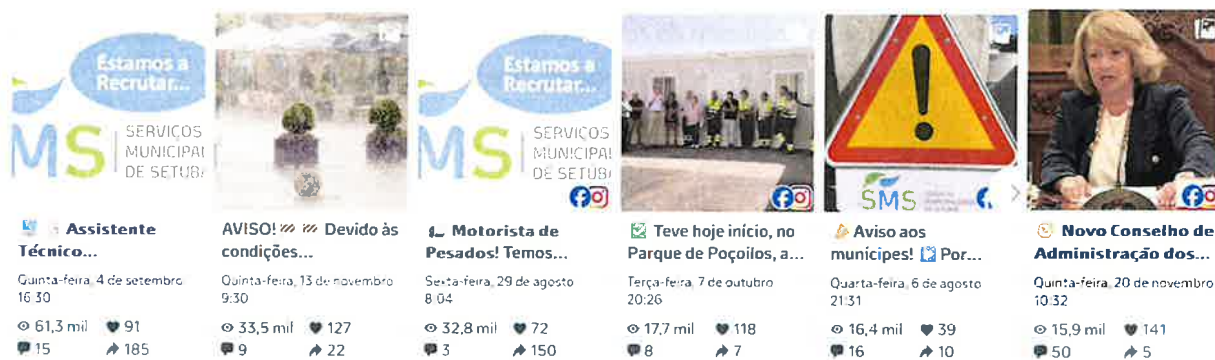 Estamos a
Recrutar...
MS
SERVIÇOS
MUNICIPAI
DE SETÚBA
Assistente
Técnico...
Quinta-feira, 4 de setembro
16:30
61,3 mil 91
15 185
AVISO! Devido às
condições...
Quinta-feira, 13 de novembro
9:30
33,5 mil 127
9 22
Estamos a
Recrutar...
MS
SERVIÇOS
MUNICIPAI
DE SETÚBA
Motorista de
Pesados! Temos...
Sexta-feira, 29 de agosto
8:04
32,8 mil 72
3 150
Teve hoje início, no
Parque de Poçoilos, a...
Terça-feira, 7 de outubro
20:26
17,7 mil 118
8 7
SMS
Aviso aos
munícipes! Por...
Quarta-feira, 6 de agosto
21:31
16,4 mil 39
16 10
Novo Conselho de
Administração dos...
Quinta-feira, 20 de novembro
10:32
15,9 mil 141
50 5